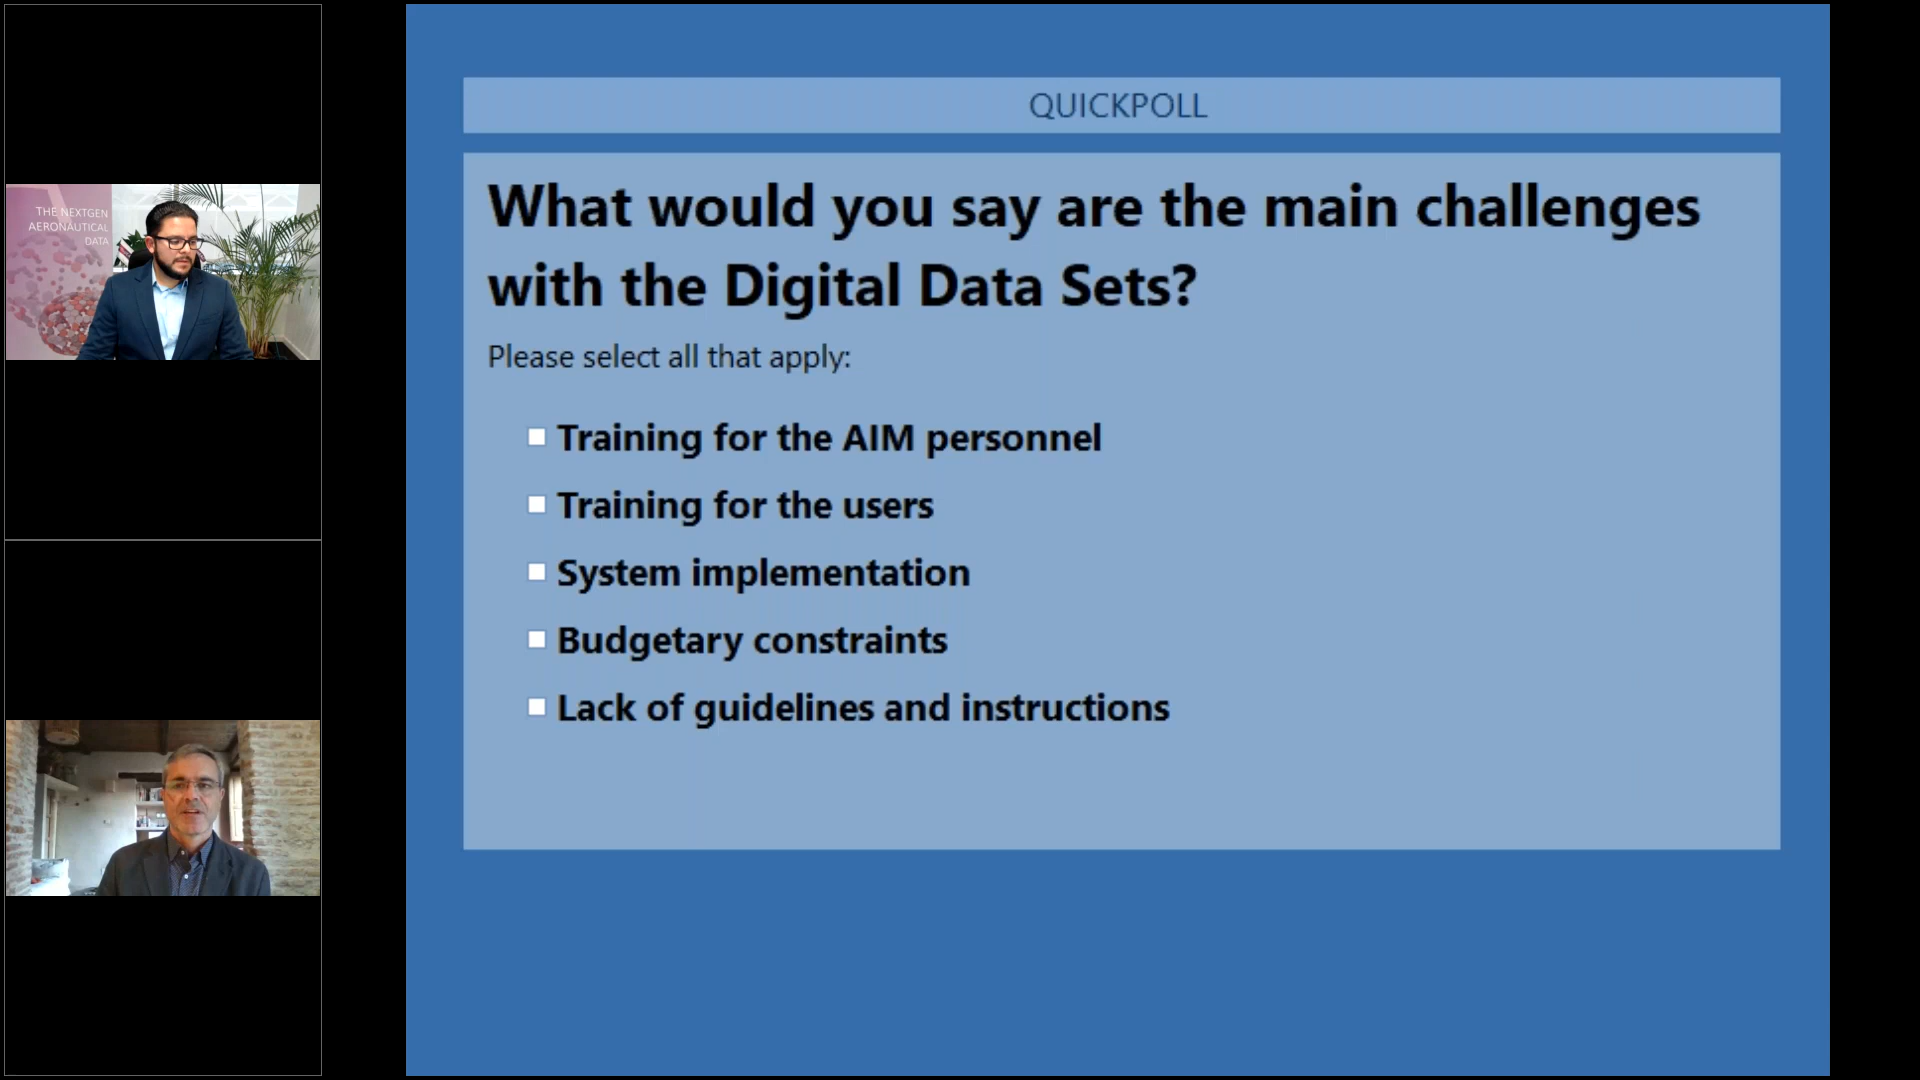 THE NEXTGEN
AERONAUTICAL
DATA
QUICKPOLL
What would you say are the main challenges
with the Digital Data Sets?
Please select all that apply:
Training for the AIM personnel
Training for the users
System implementation
Budgetary constraints
Lack of guidelines and instructions